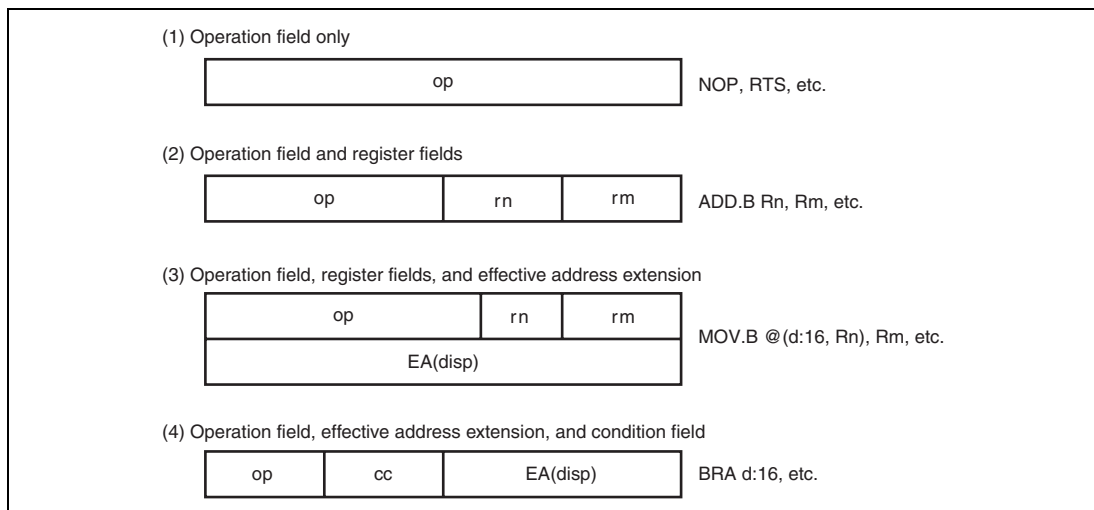 (1) Operation field only
op
NOP, RTS, etc.
(2) Operation field and register fields
op rn rm
ADD.B Rn, Rm, etc.
(3) Operation field, register fields, and effective address extension
op rn rm
EA(disp)
MOV.B @(d:16, Rn), Rm, etc.
(4) Operation field, effective address extension, and condition field
op cc EA(disp)
BRA d:16, etc.